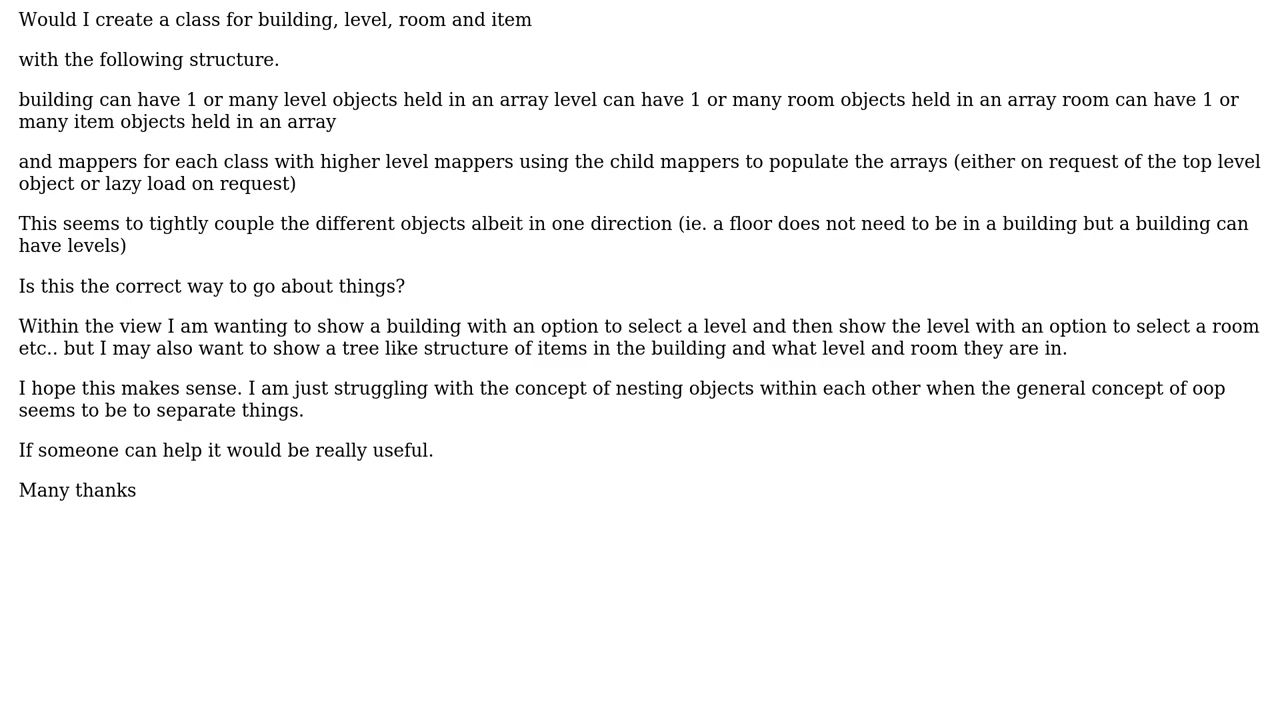 Would I create a class for building, level, room and item
with the following structure.
building can have 1 or many level objects held in an array level can have 1 or many room objects held in an array room can have 1 or
many item objects held in an array
and mappers for each class with higher level mappers using the child mappers to populate the arrays (either on request of the top level
object or lazy load on request)
This seems to tightly couple the different objects albeit in one direction (ie. a floor does not need to be in a building but a building can
have levels)
Is this the correct way to go about things?
Within the view I am wanting to show a building with an option to select a level and then show the level with an option to select a room
etc.. but I may also want to show a tree like structure of items in the building and what level and room they are in.
I hope this makes sense. I am just struggling with the concept of nesting objects within each other when the general concept of oop
seems to be to separate things.
If someone can help it would be really useful.
Many thanks